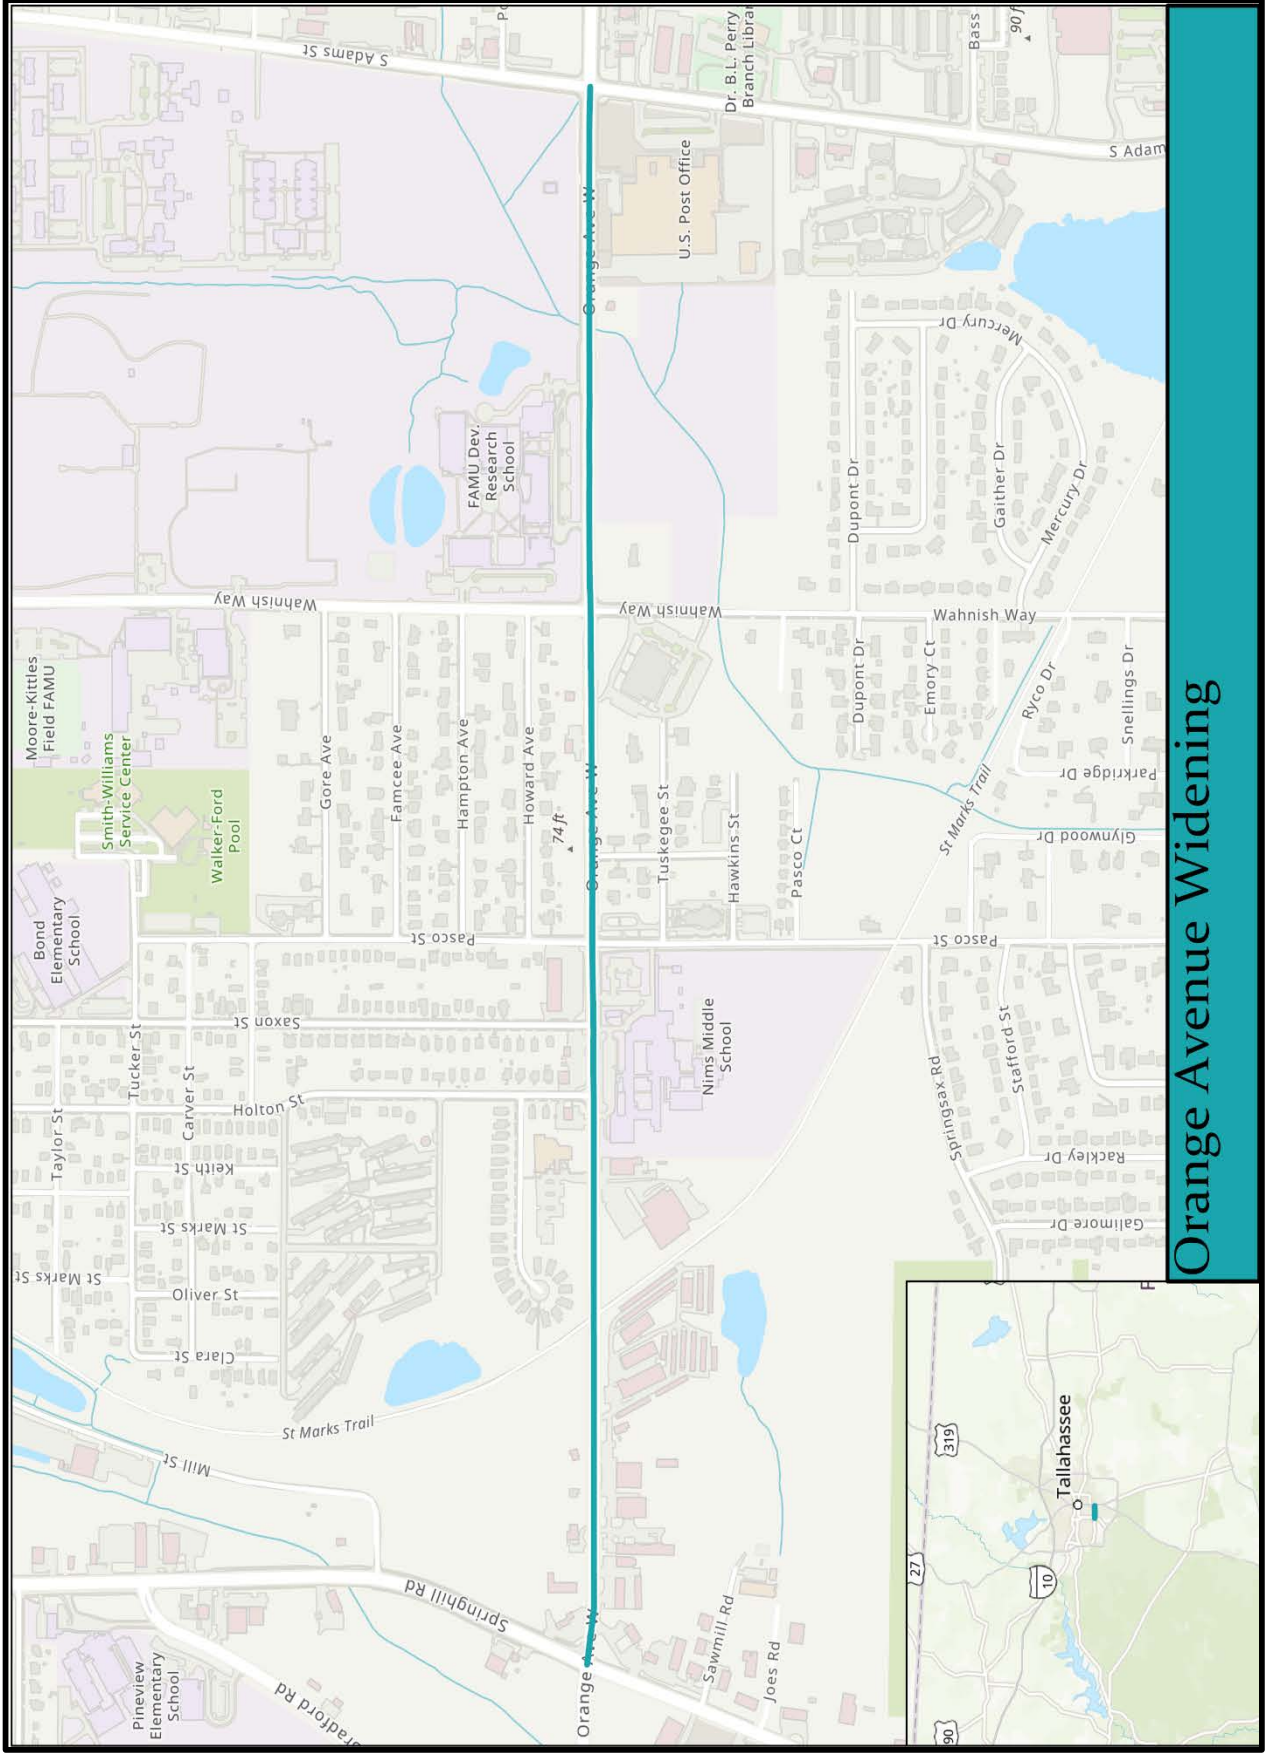 Pineview
Elementary
School
St Marks St
Taylor St
Bond
Elementary
School
Moore-Kittles
Field FAMU
Tucker St
Smith-Williams
Service Center
Mill St
Clara St
Oliver St
St Marks St
Keith St
Carver St
Holton St
Saxon St
Walker-Ford
Pool
Wahnish Way
S Adams St
radford Rd
St Marks Trail
Gore Ave
Famcee Ave
Pasco St
Hampton Ave
Howard Ave
74 ft
FAMU Dev.
Research
School
Springhill Rd
Orange Ave W
Orange Ave W
Orange Ave W
Tuskegee St
Wahnish Way
U.S. Post Office
Sawmill Rd
Nims Middle
School
Hawkins St
Dr. B.L. Perry
Branch Librar
Joes Rd
Pasco Ct
Dupont Dr
Dupont Dr
Springsax Rd
Pasco St
St Marks Trail
Emory Ct
Wahnish Way
Mercury Dr
Bass
90 f
Stafford St
Gaither Dr
Ryco Dr
Mercury Dr
Galimore Dr
Rackley Dr
Glynwood Dr
Parkridge Dr
Snellings Dr
S Adam
27
319
10
Tallahassee
90
Orange Avenue Widening